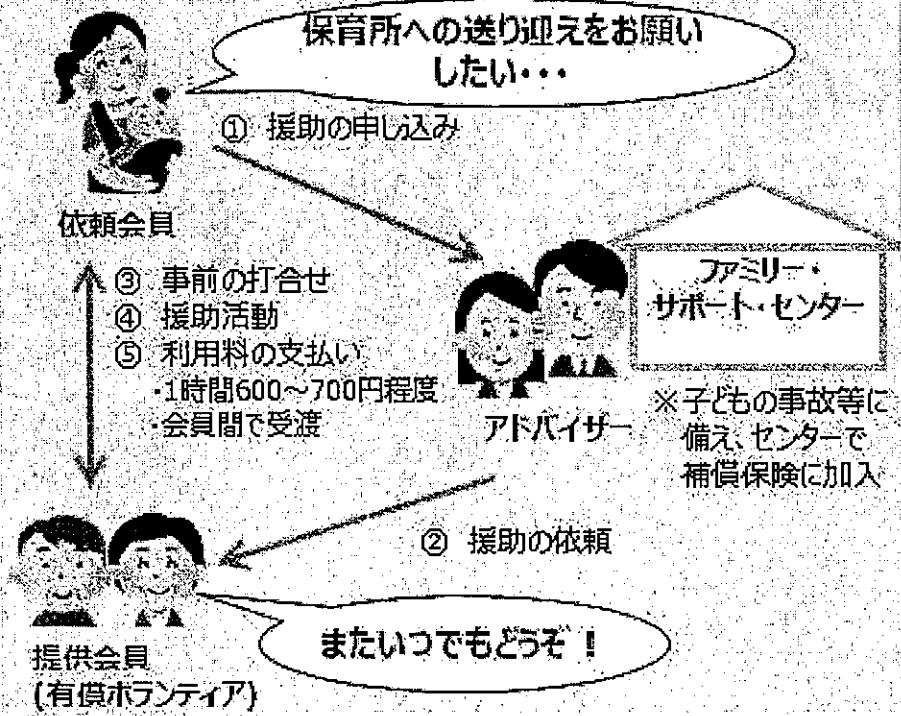 保育所への送り迎えをお願い
したい・・・
① 援助の申し込み
依頼会員
③ 事前の打合せ
④ 援助活動
⑤ 利用料の支払い
・1時間600～700円程度
・会員間で受渡
ファミリー・
サポート・センター
アドバイザー
※子どもの事故等に
備え、センターで
補償保険に加入
② 援助の依頼
またいつでもどうぞ！
提供会員
(有償ボランティア)